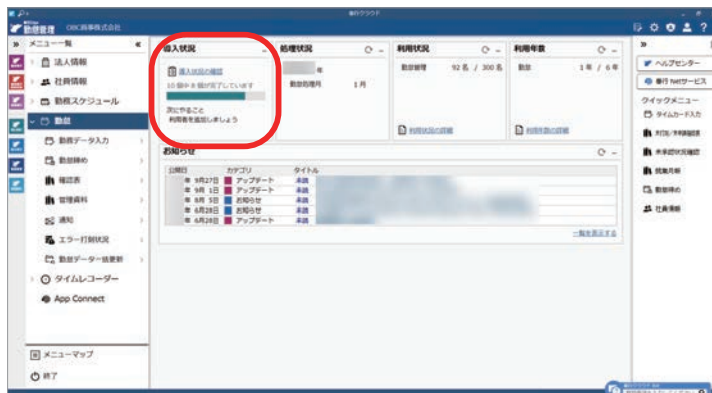 奉行クラウド
勤怠管理 OBC商事株式会社
メニュー一覧
法人情報
社員情報
勤務スケジュール
勤怠
勤務データ入力
勤怠締め
確認表
管理資料
通知
エラー打刻状況
勤怠データ一括更新
タイムレコーダー
App Connect
メニューマップ
終了
導入状況
導入状況の確認
10個中8個が完了しています
次にやること
利用者を追加しましょう
処理状況
年
勤怠処理月 1月
利用状況
勤怠管理 92名 / 300名
利用状況の詳細
利用年数
勤怠 1年 / 6年
利用年数の詳細
お知らせ
公開日 カテゴリ タイトル
年 9月27日 アップデート 未読
年 9月 1日 アップデート 未読
年 8月 5日 お知らせ 未読
年 6月28日 お知らせ 未読
年 6月28日 アップデート 未読
一覧を表示する
ヘルプセンター
奉行 Netサービス
クイックメニュー
タイムカード入力
未承認状況確認
就業月報
勤怠締め
社員情報